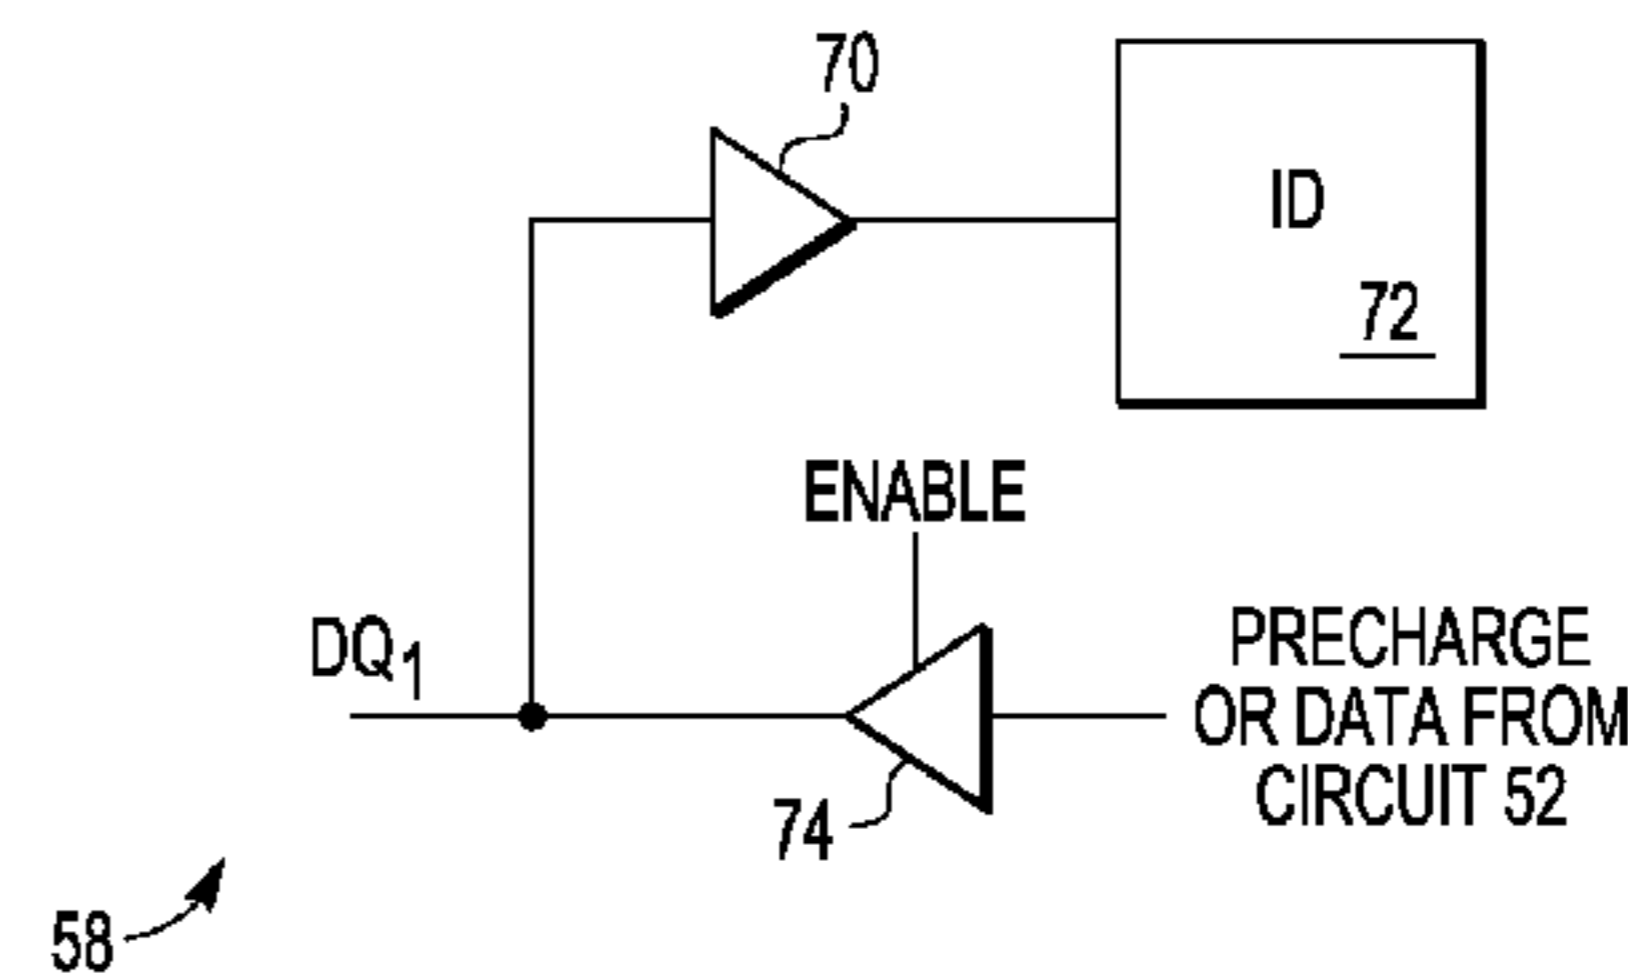 70
ID
72
ENABLE
DQ1
PRECHARGE
OR DATA FROM
CIRCUIT 52
74
58